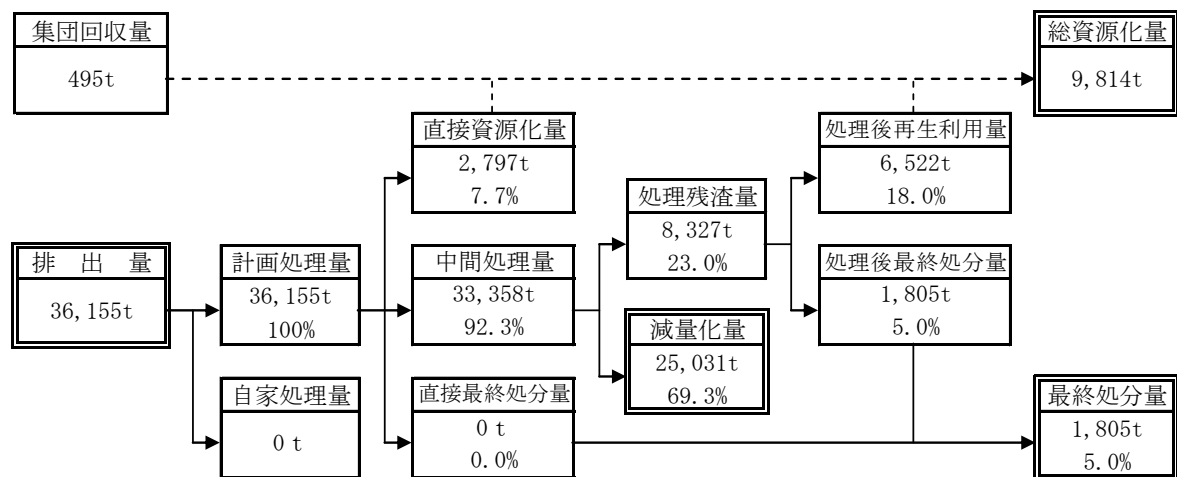 集団回収量
495t
総資源化量
9,814t
直接資源化量
2,797t
7.7%
処理後再生利用量
6,522t
18.0%
処理残渣量
8,327t
23.0%
排 出 量
36,155t
計画処理量
36,155t
100%
中間処理量
33,358t
92.3%
処理後最終処分量
1,805t
5.0%
減量化量
25,031t
69.3%
自家処理量
0 t
直接最終処分量
0 t
0.0%
最終処分量
1,805t
5.0%